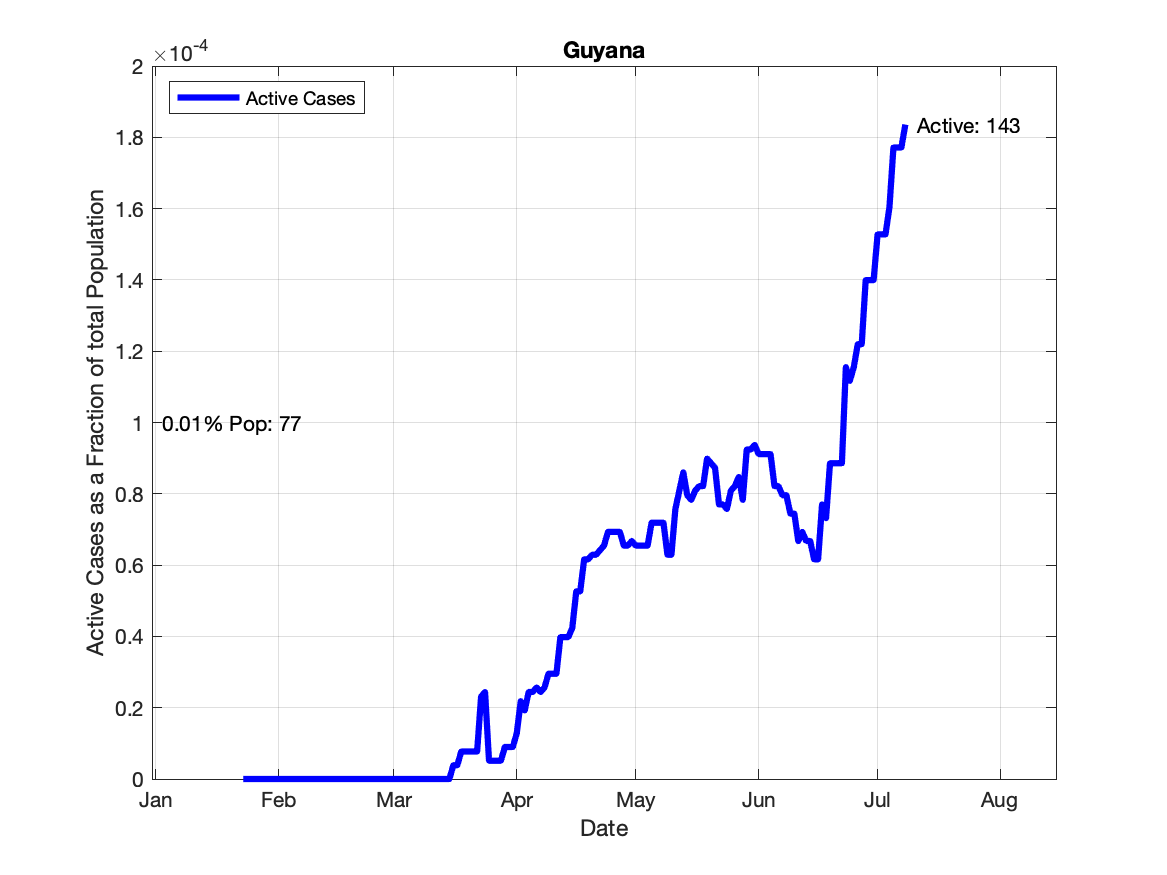 Guyana
×10-4
Active Cases
2
1.8
1.6
1.4
1.2
1
0.8
0.6
0.4
0.2
0
Active: 143
0.01% Pop: 77
Active Cases as a Fraction of total Population
Jan Feb Mar Apr May Jun Jul Aug
Date